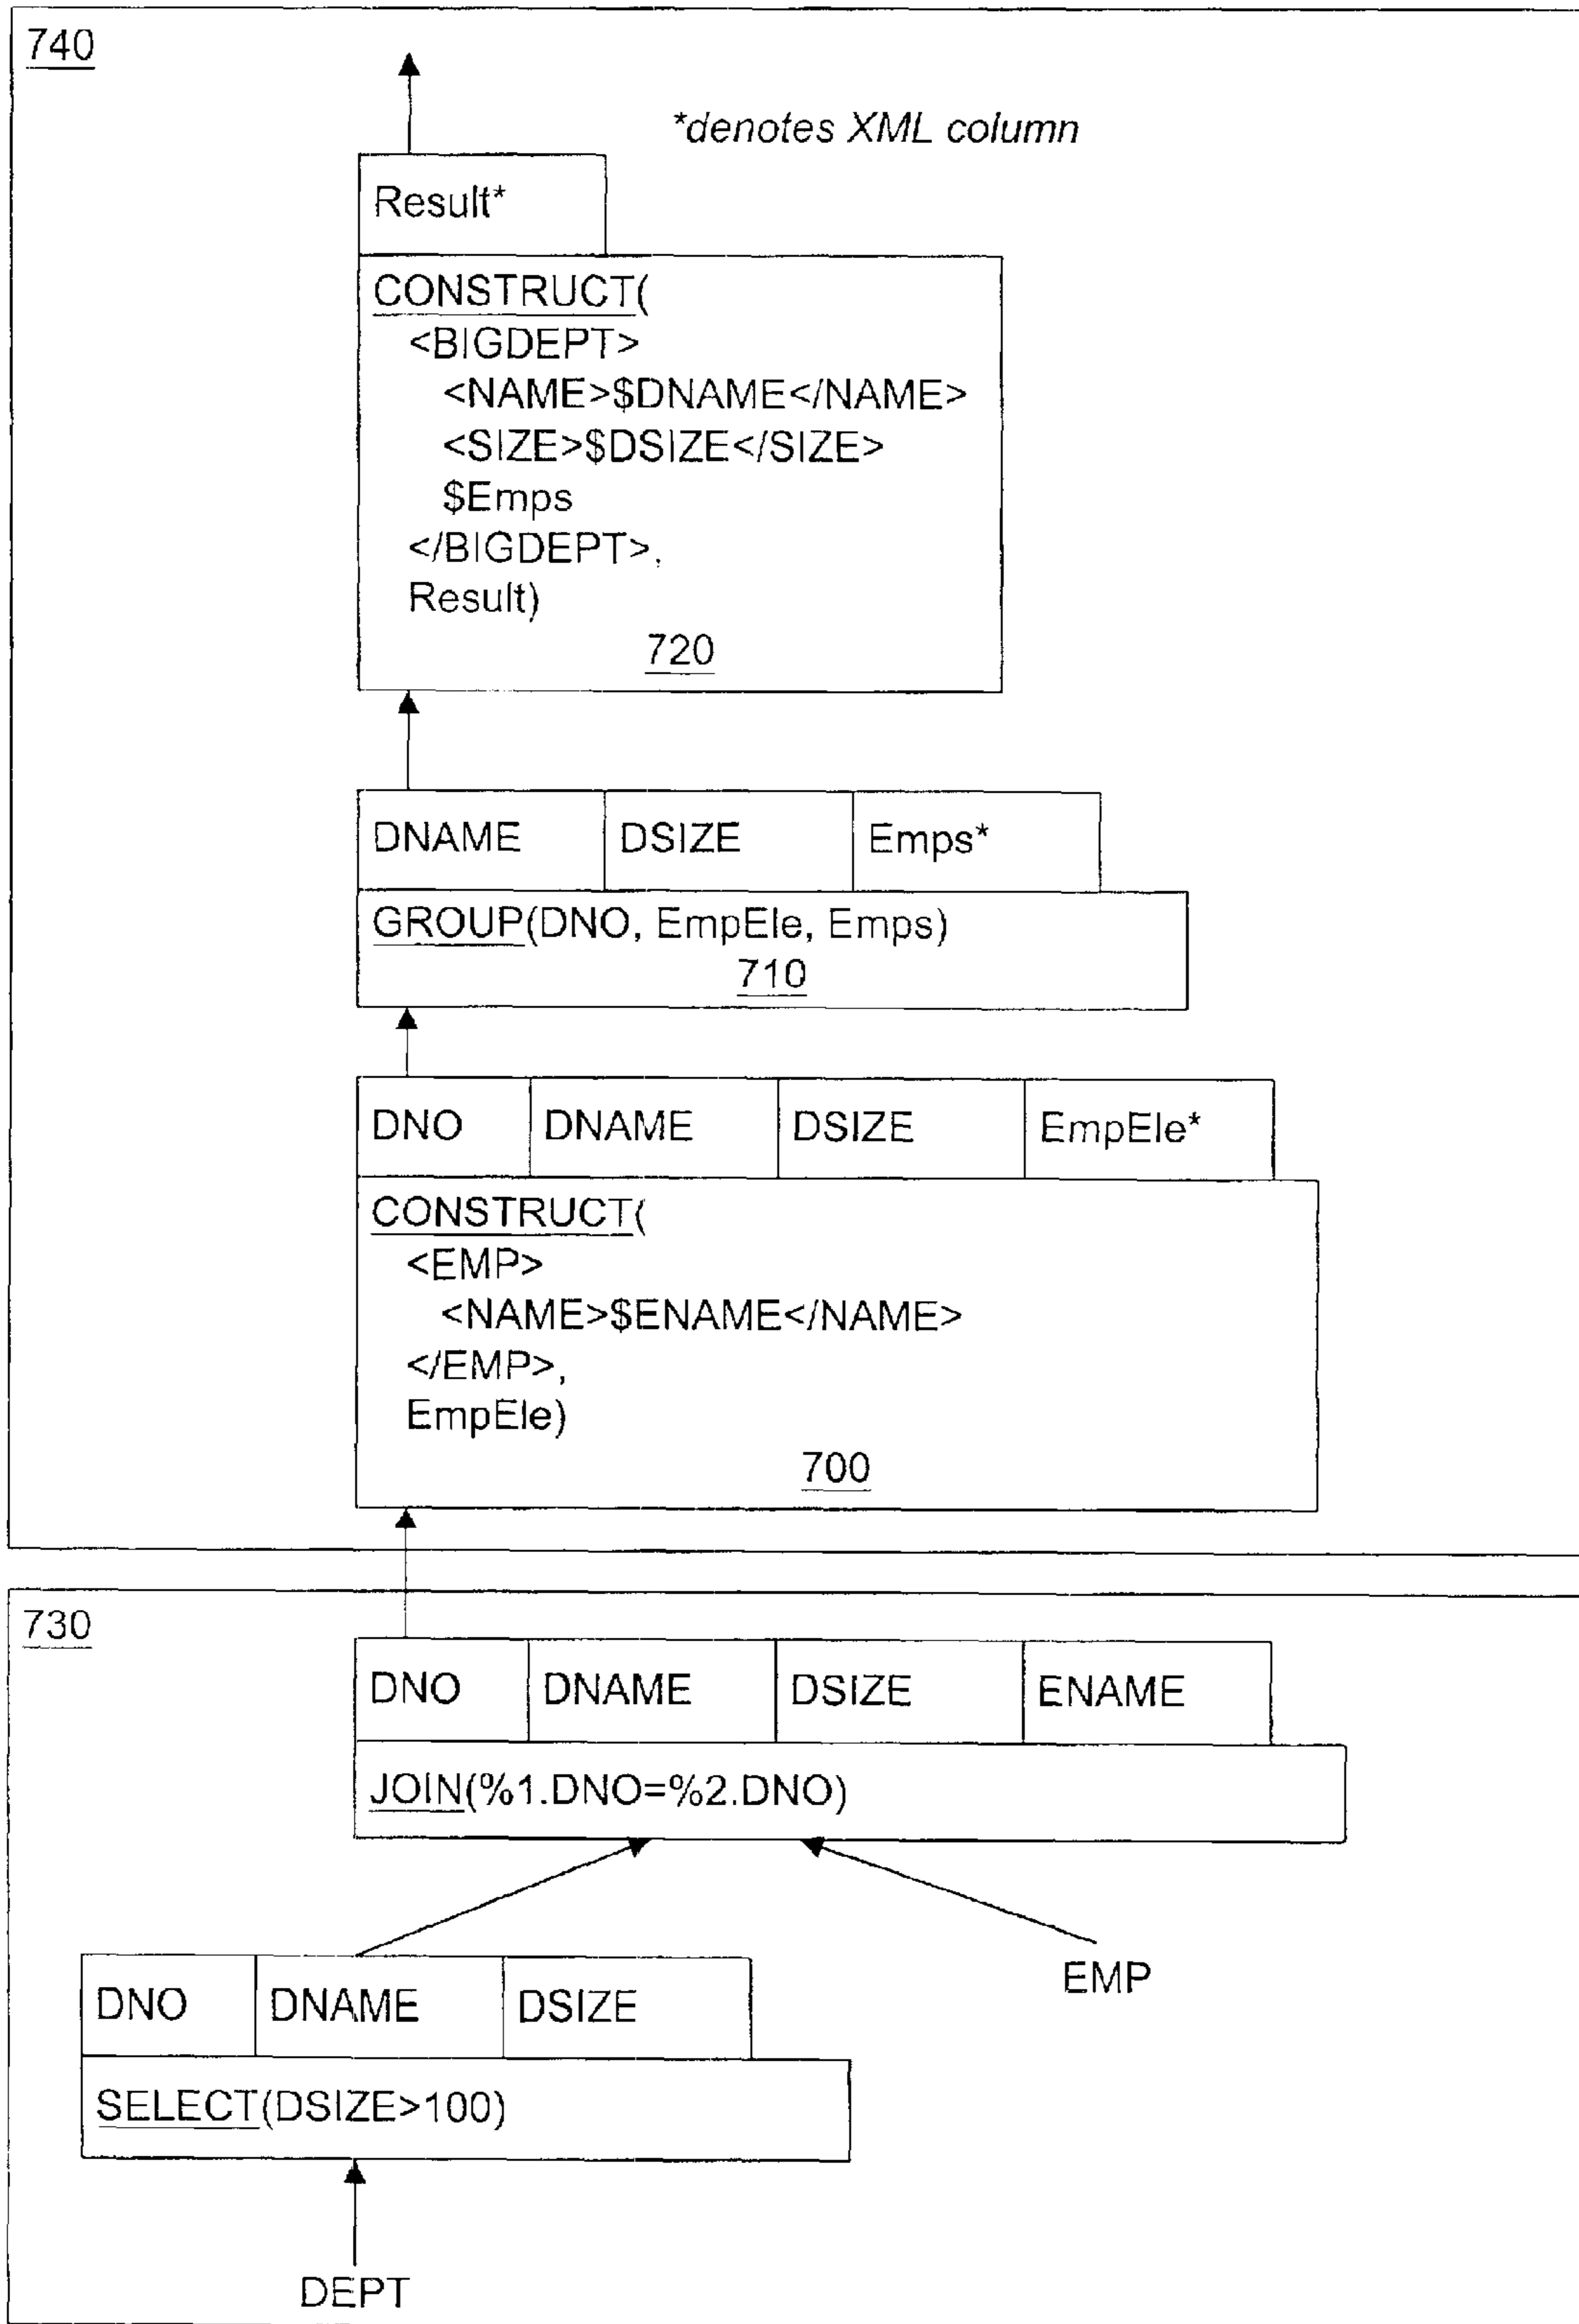 740
*denotes XML column
Result*
CONSTRUCT(
<BIGDEPT>
<NAME>$DNAME</NAME>
<SIZE>$DSIZE</SIZE>
$Emps
</BIGDEPT>,
Result)
720
DNAME DSIZE Emps*
GROUP(DNO, EmpEle, Emps)
710
DNO DNAME DSIZE EmpEle*
CONSTRUCT(
<EMP>
<NAME>$ENAME</NAME>
</EMP>,
EmpEle)
700
730
DNO DNAME DSIZE ENAME
JOIN(%1.DNO=%2.DNO)
EMP
DNO DNAME DSIZE
SELECT(DSIZE>100)
DEPT